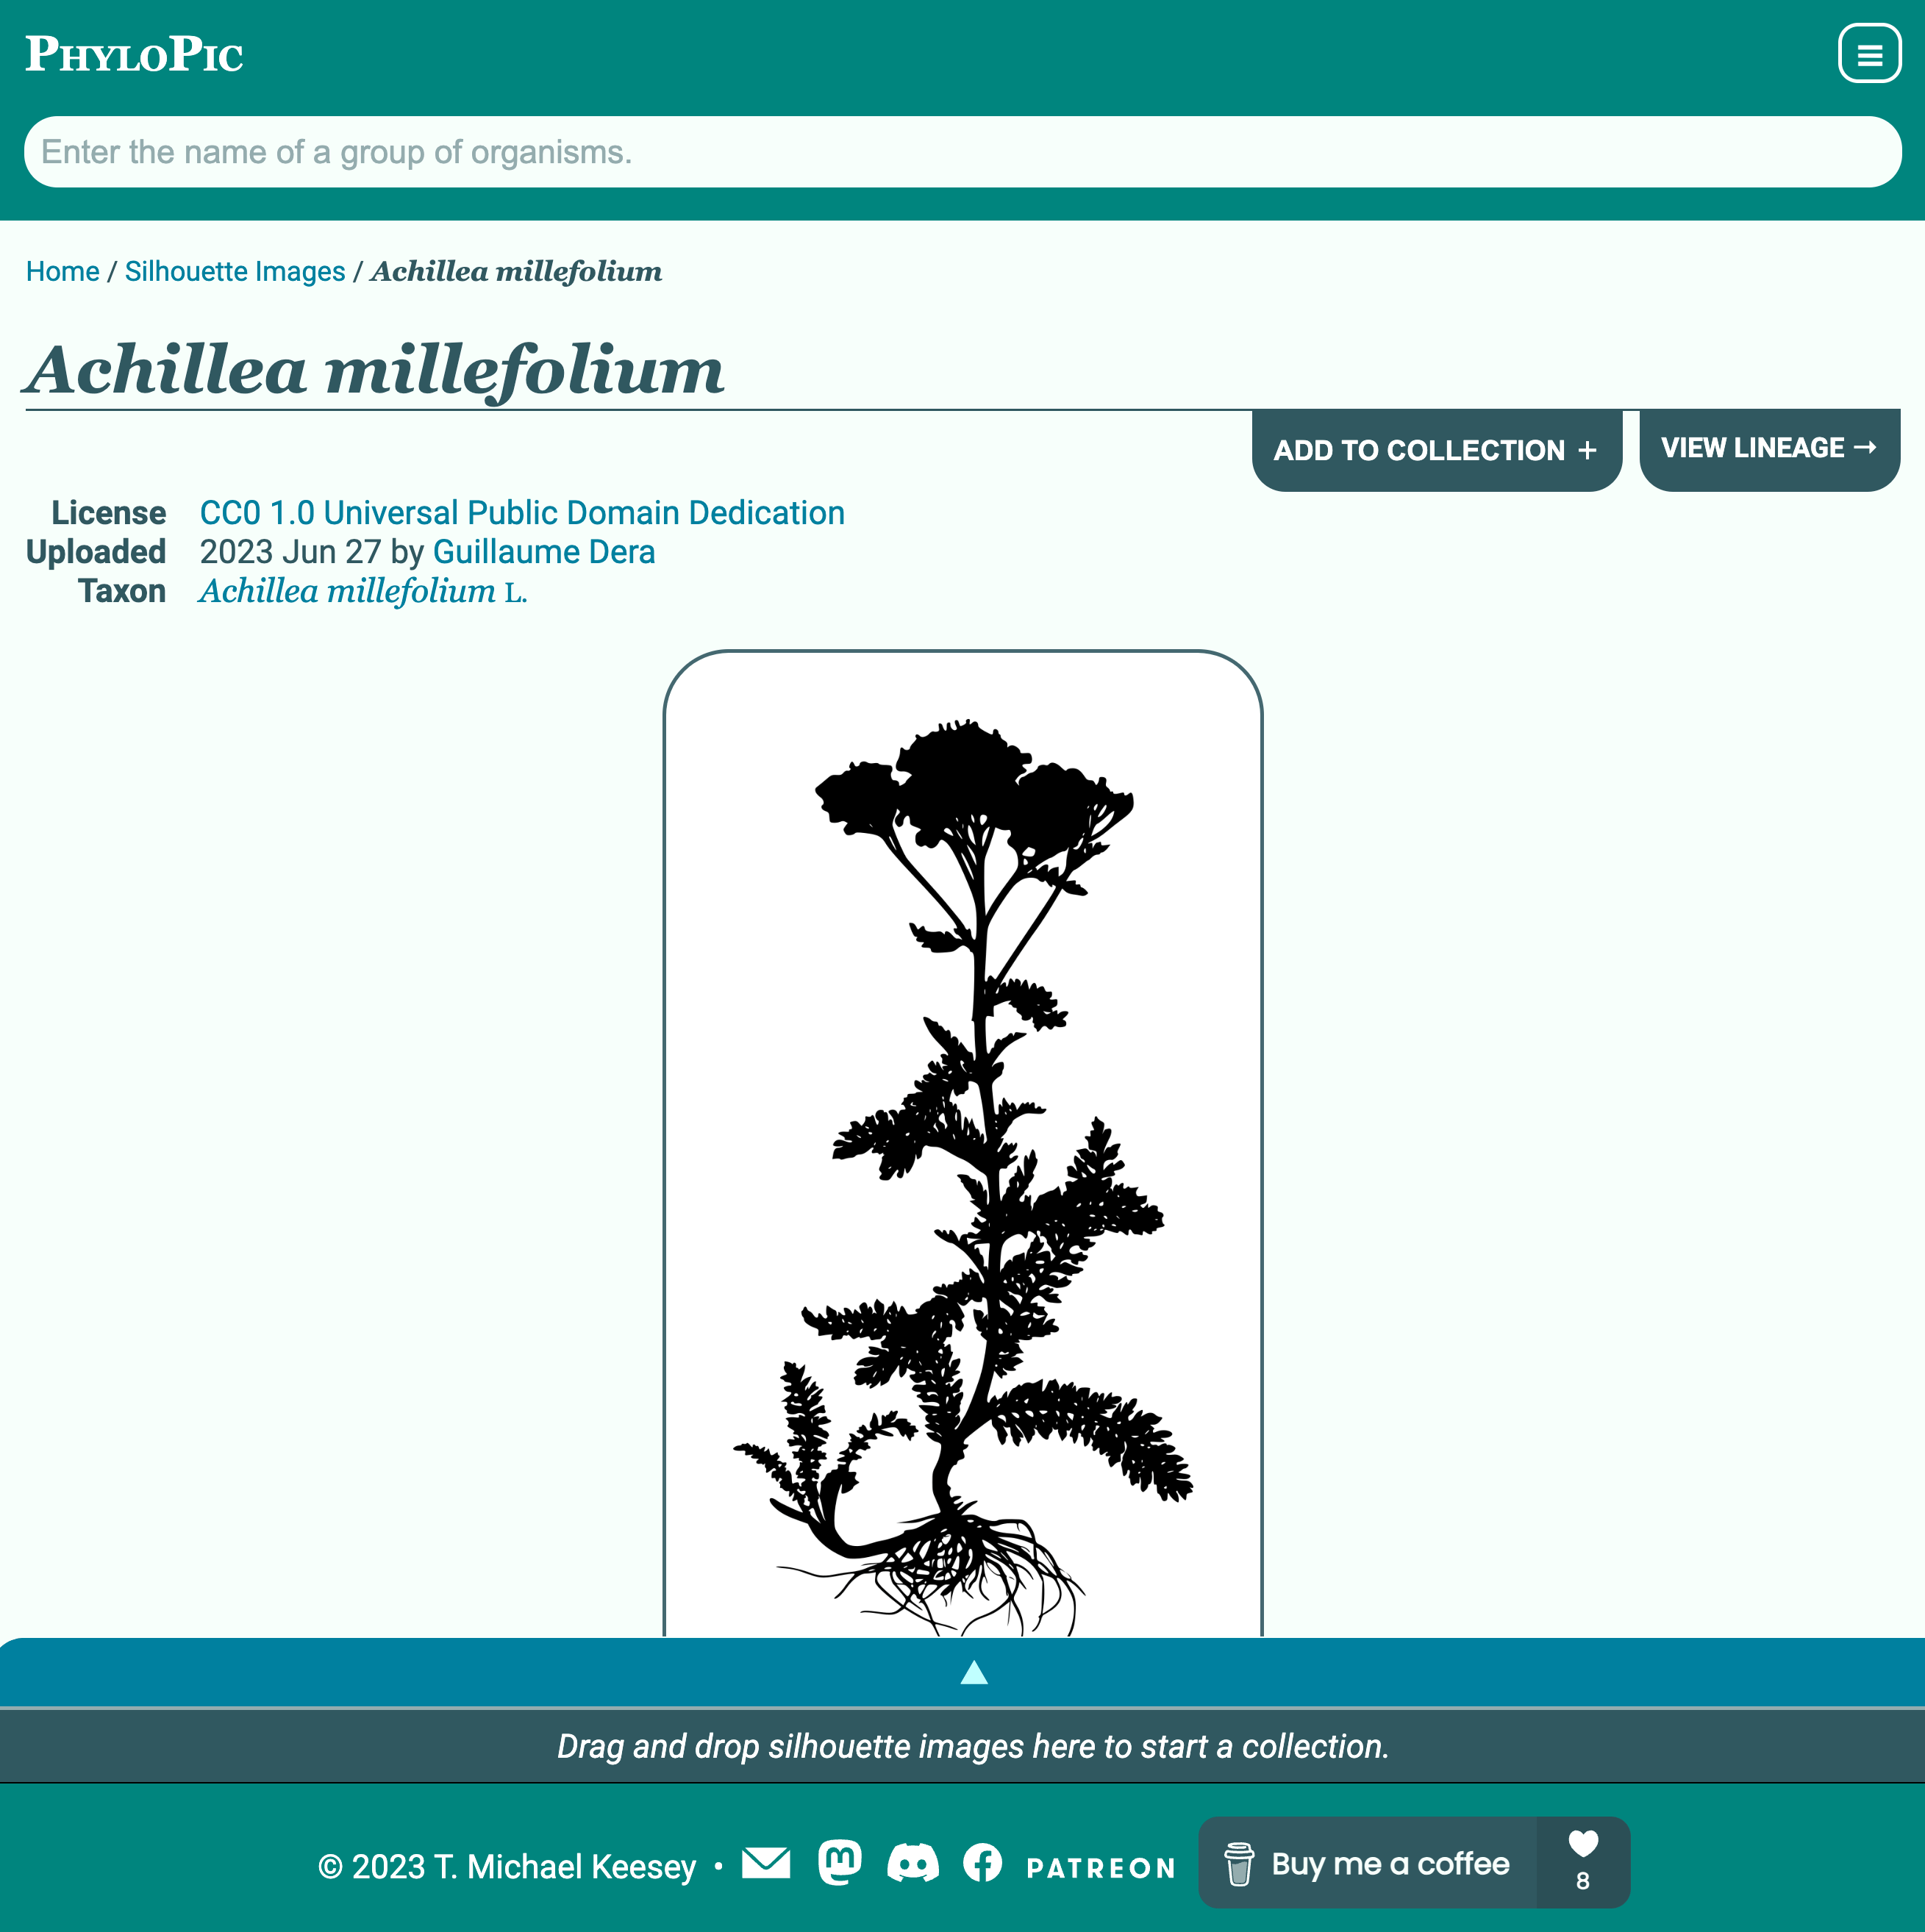 PhyloPic
Enter the name of a group of organisms.
Home / Silhouette Images / Achillea millefolium
Achillea millefolium
ADD TO COLLECTION +
VIEW LINEAGE →
License CC0 1.0 Universal Public Domain Dedication
Uploaded 2023 Jun 27 by Guillaume Dera
Taxon Achillea millefolium L.
Drag and drop silhouette images here to start a collection.
© 2023 T. Michael Keesey • PATREON Buy me a coffee 8